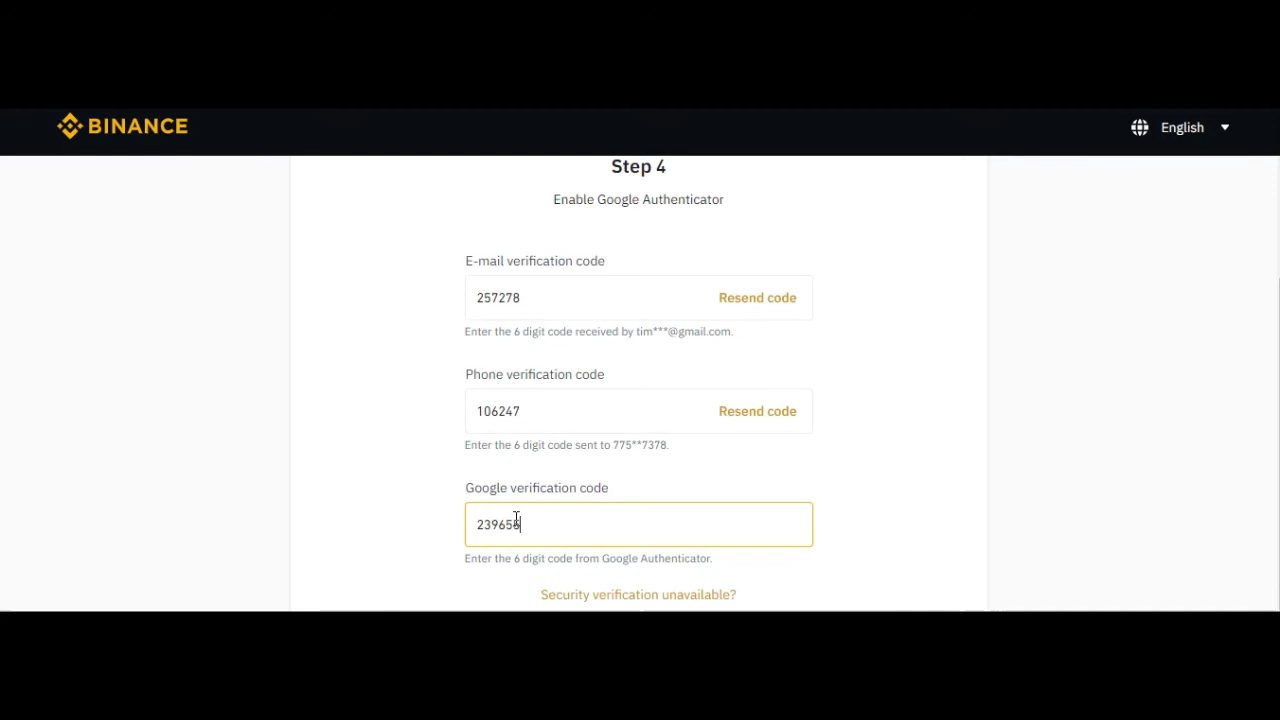 BINANCE
English
Step 4
Enable Google Authenticator
E-mail verification code
257278
Resend code
Enter the 6 digit code received by tim***@gmail.com.
Phone verification code
106247
Resend code
Enter the 6 digit code sent to 775**7378.
Google verification code
Enter the 6 digit code from Google Authenticator.
Security verification unavailable?